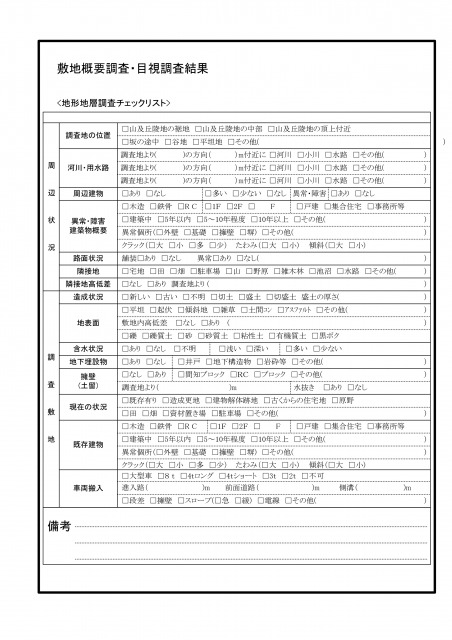 敷地概要調査・目視調査結果
<地形地層調査チェックリスト>
周辺状況
調査地の位置
□山及丘陵地の裾地 □山及丘陵地の中部 □山及丘陵地の頂上付近
□坂の途中 □谷地 □平坦地 □その他( )
河川・用水路
調査地より( )の方向( )m付近に □河川 □小川 □水路 □その他( )
調査地より( )の方向( )m付近に □河川 □小川 □水路 □その他( )
調査地より( )の方向( )m付近に □河川 □小川 □水路 □その他( )
周辺建物
□あり □なし □多い □少ない □なし 異常・障害 □あり □なし
異常・障害
建築物概要
□木造 □鉄骨 □RC □1F □2F □ F □戸建 □集合住宅 □事務所等
□建築中 □5年以内 □5～10年程度 □10年以上 □その他( )
異常個所(□外壁 □基礎 □擁壁 □塀) □その他( )
クラック(□大 □小 □多 □少) たわみ(□大 □小) 傾斜(□大 □小)
路面状況
舗装□あり □なし 異常□あり □なし( )
隣接地
□宅地 □田 □畑 □駐車場 □山 □野原 □雑木林 □池沼 □水路 □その他( )
隣接地高低差
□なし □あり 調査地より( )
調査敷地
造成状況
□新しい □古い □不明 □切土 □盛土 □切盛土 盛土の厚さ( )
地表面
□平坦 □起伏 □傾斜地 □雑草 □土間コン □アスファルト □その他( )
敷地内高低差 □なし □あり ( )
□礫 □礫質土 □砂 □砂質土 □粘性土 □有機質土 □黒ボク
含水状況
□あり □なし □不明 □浅い □深い □多い □少ない
地下埋設物
□あり □なし □井戸 □地下構造物 □岩砕等 □その他( )
擁壁
(土留)
□なし □あり □間知ブロック □RC □ブロック □その他( )
調査地より( )m 水抜き □あり □なし
現在の状況
□既存有り □造成更地 □建物解体跡地 □古くからの住宅地 □原野
□田 □畑 □資材置き場 □駐車場 □その他( )
既存建物
□木造 □鉄骨 □RC □1F □2F □ F □戸建 □集合住宅 □事務所等
□建築中 □5年以内 □5～10年程度 □10年以上 □その他( )
異常個所(□外壁 □基礎 □擁壁 □塀) □その他( )
クラック(□大 □小 □多 □少) たわみ(□大 □小) 傾斜(□大 □小)
車両搬入
□大型車 □8t □4tロング □4tショート □3t □2t □不可
進入路( )m 前面道路( )m 側溝( )m
□段差 □擁壁 □スロープ(□急 □緩) □電線 □その他( )
備考